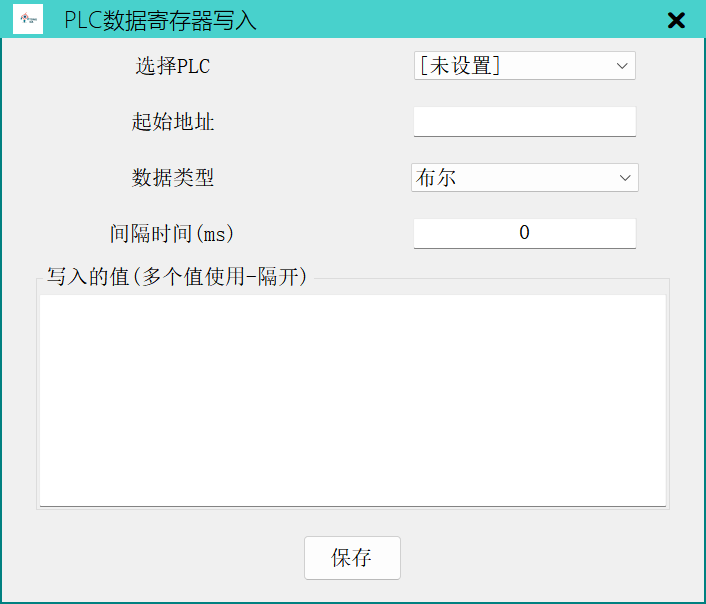 PLC数据寄存器写入
选择PLC [未设置]
起始地址
数据类型 布尔
间隔时间(ms) 0
写入的值(多个值使用-隔开)
保存